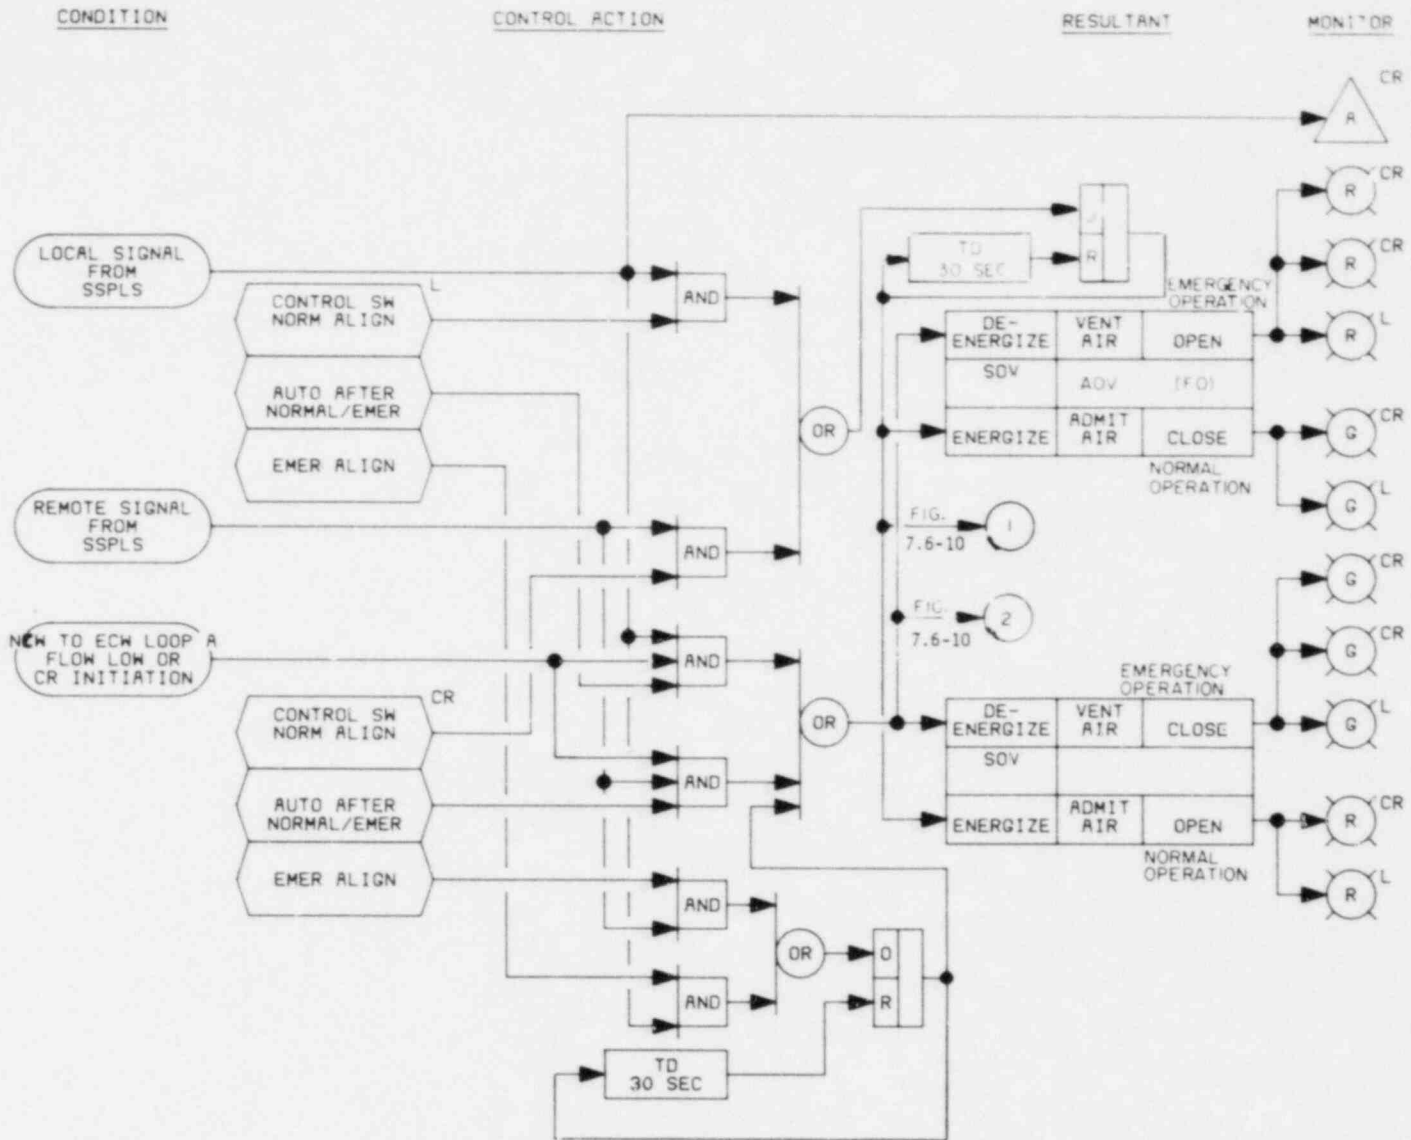 CONDITION
CONTROL ACTION
RESULTANT
MONITOR
CR
A
CR
R
LOCAL SIGNAL
FROM
SSPLS
L
CONTROL SW
NORM ALIGN
AUTO AFTER
NORMAL/EMER
EMER ALIGN
AND
TD
30 SEC
R
EMERGENCY
OPERATION
DE-
ENERGIZE
VENT
AIR
OPEN
SOV
AOV
(FO)
ENERGIZE
ADMIT
AIR
CLOSE
NORMAL
OPERATION
CR
R
L
R
CR
G
L
G
OR
REMOTE SIGNAL
FROM
SSPLS
AND
FIG.
7.6-10
1
FIG.
7.6-10
2
CR
G
CR
G
L
G
NCW TO ECW LOOP A
FLOW LOW OR
CR INITIATION
AND
CR
CONTROL SW
NORM ALIGN
AUTO AFTER
NORMAL/EMER
EMER ALIGN
AND
OR
EMERGENCY
OPERATION
DE-
ENERGIZE
VENT
AIR
CLOSE
SOV
ENERGIZE
ADMIT
AIR
OPEN
NORMAL
OPERATION
CR
R
L
R
AND
AND
OR
O
R
TD
30 SEC